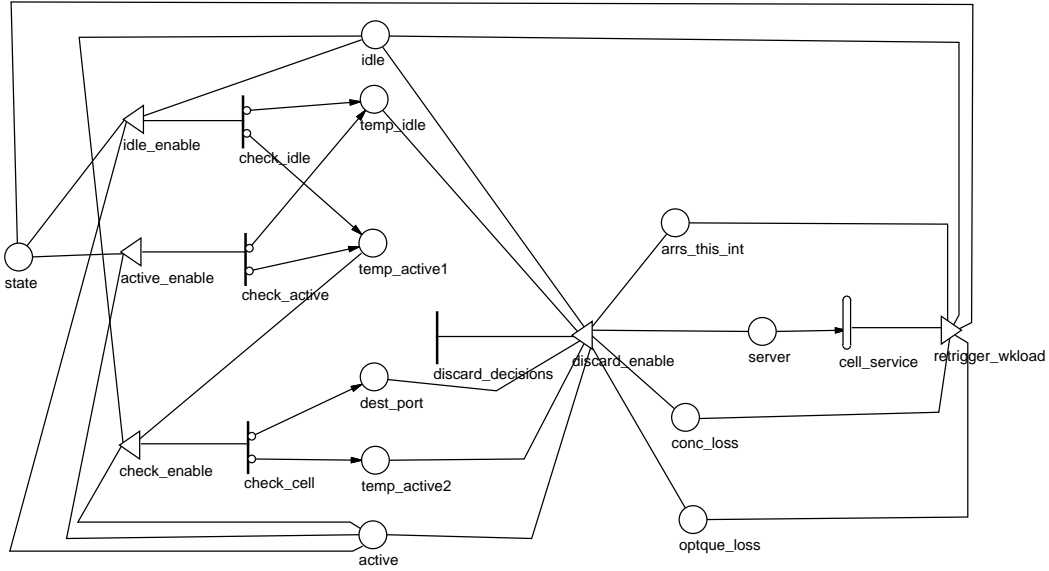 idle
temp_idle
idle_enable
check_idle
arrs_this_int
temp_active1
active_enable
state
check_active
retrigger_wkload
server
discard_enable
cell_service
discard_decisions
dest_port
conc_loss
check_enable
check_cell
temp_active2
optque_loss
active